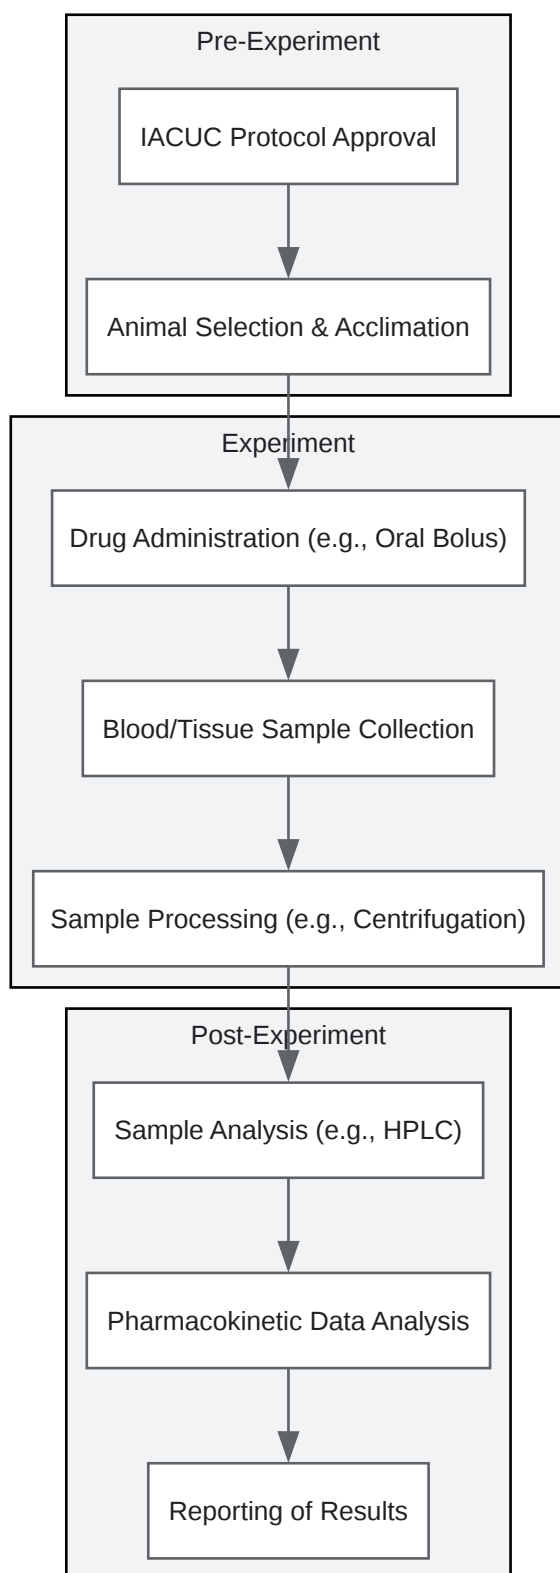 Pre-Experiment
IACUC Protocol Approval
Animal Selection & Acclimation
Experiment
Drug Administration (e.g., Oral Bolus)
Blood/Tissue Sample Collection
Sample Processing (e.g., Centrifugation)
Post-Experiment
Sample Analysis (e.g., HPLC)
Pharmacokinetic Data Analysis
Reporting of Results